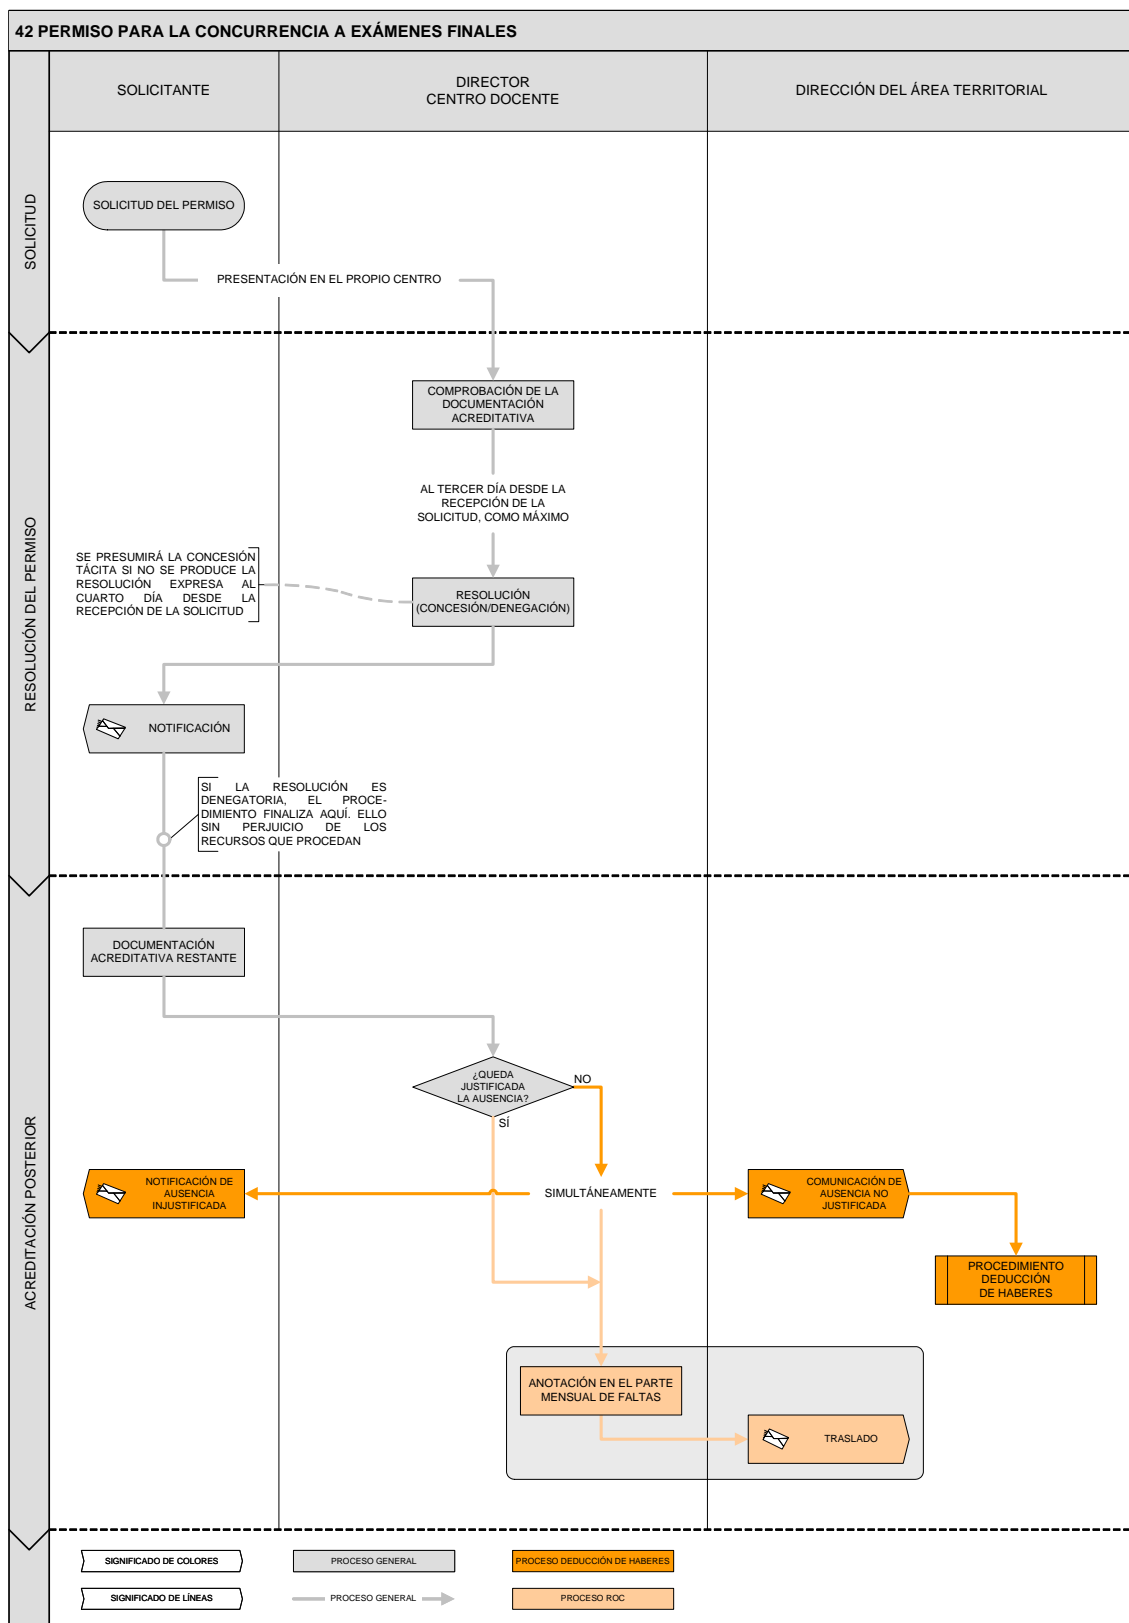 42 PERMISO PARA LA CONCURRENCIA A EXÁMENES FINALES
SOLICITANTE
DIRECTOR
CENTRO DOCENTE
DIRECCIÓN DEL ÁREA TERRITORIAL
SOLICITUD
SOLICITUD DEL PERMISO
PRESENTACIÓN EN EL PROPIO CENTRO
RESOLUCIÓN DEL PERMISO
COMPROBACIÓN DE LA
DOCUMENTACIÓN
ACREDITATIVA
AL TERCER DÍA DESDE LA
RECEPCIÓN DE LA
SOLICITUD, COMO MÁXIMO
SE PRESUMIRÁ LA CONCESIÓN
TÁCITA SI NO SE PRODUCE LA
RESOLUCIÓN EXPRESA AL
CUARTO DÍA DESDE LA
RECEPCIÓN DE LA SOLICITUD
RESOLUCIÓN
(CONCESIÓN/DENEGACIÓN)
NOTIFICACIÓN
SI LA RESOLUCIÓN ES
DENEGATORIA, EL PROCE-
DIMIENTO FINALIZA AQUÍ. ELLO
SIN PERJUICIO DE LOS
RECURSOS QUE PROCEDAN
ACREDITACIÓN POSTERIOR
DOCUMENTACIÓN
ACREDITATIVA RESTANTE
¿QUEDA
JUSTIFICADA
LA AUSENCIA?
NO
SÍ
NOTIFICACIÓN DE
AUSENCIA
INJUSTIFICADA
SIMULTÁNEAMENTE
COMUNICACIÓN DE
AUSENCIA NO
JUSTIFICADA
PROCEDIMIENTO
DEDUCCIÓN
DE HABERES
ANOTACIÓN EN EL PARTE
MENSUAL DE FALTAS
TRASLADO
SIGNIFICADO DE COLORES
PROCESO GENERAL
PROCESO DEDUCCIÓN DE HABERES
SIGNIFICADO DE LÍNEAS
PROCESO GENERAL
PROCESO ROC